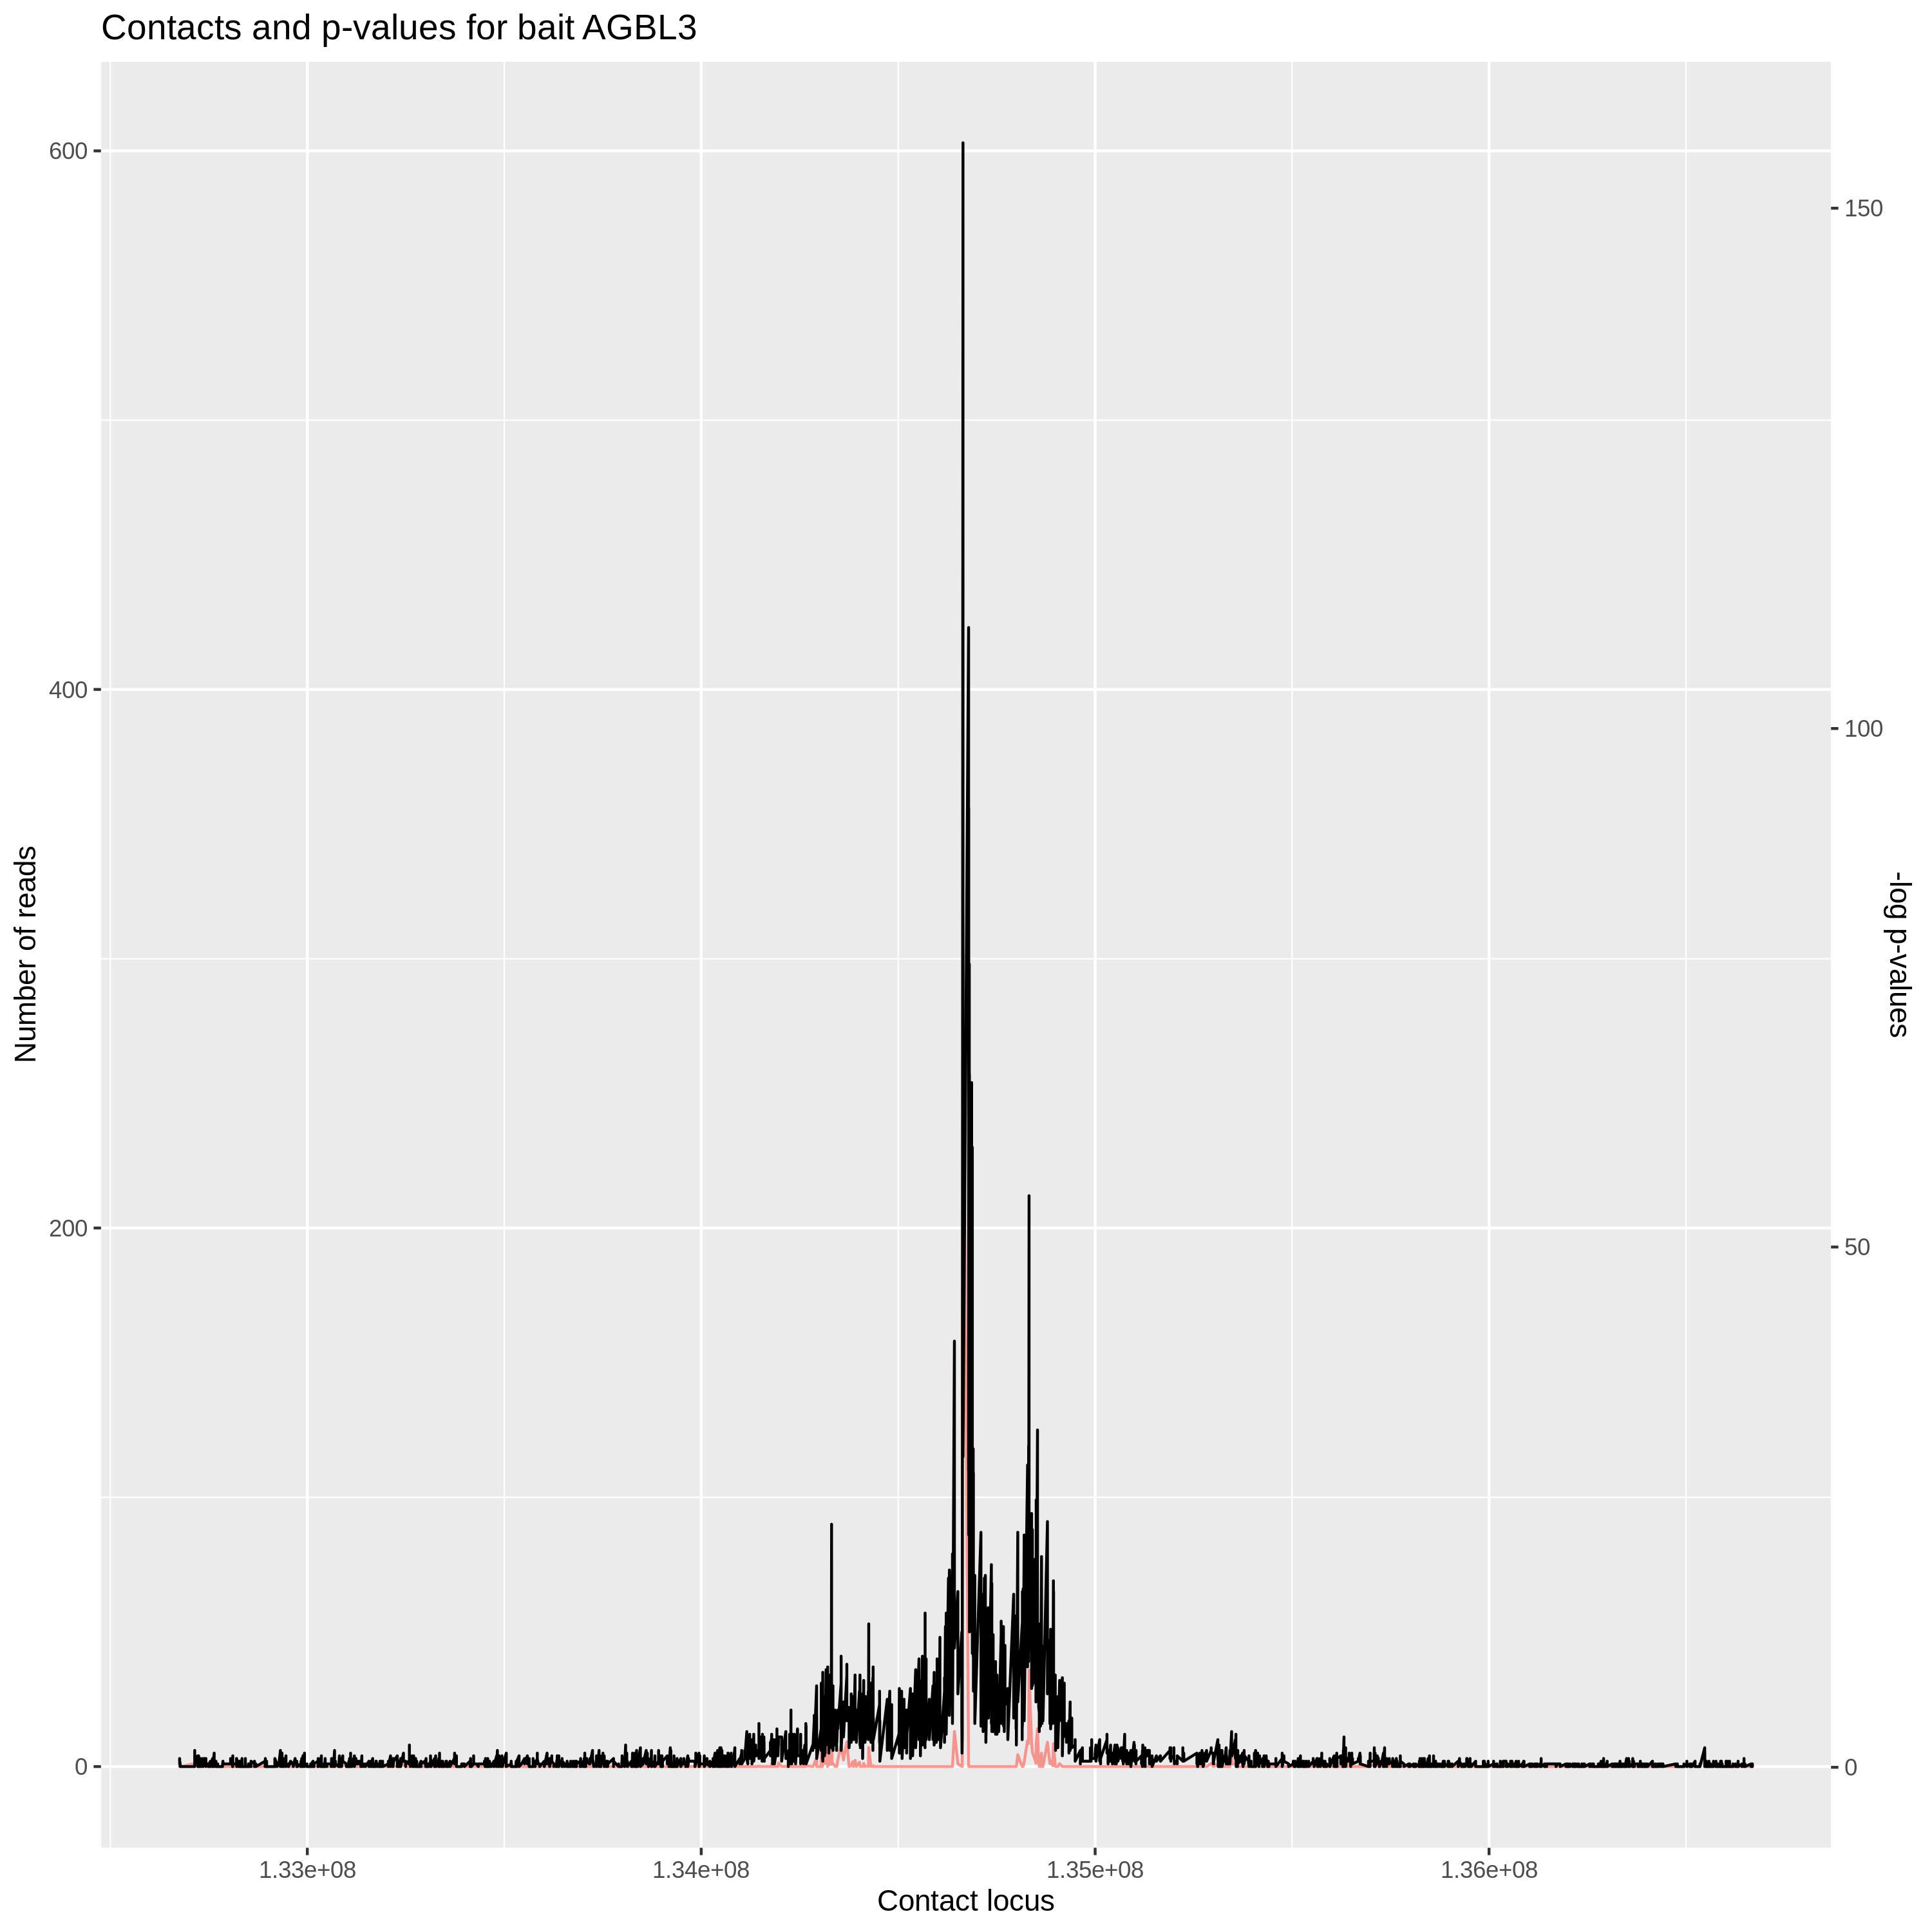 Contacts and p-values for bait AGBL3
600
400
200
0
Number of reads
150
100
50
0
-log p-values
1.33e+08
1.34e+08
1.35e+08
1.36e+08
Contact locus